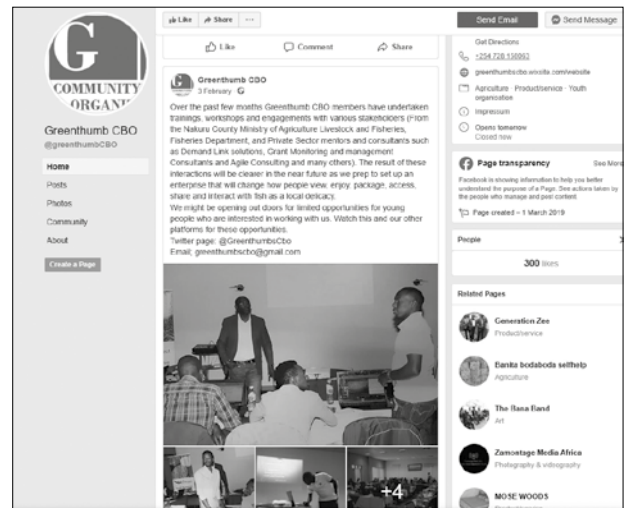 G
COMMUNITY
ORGANI
Greenthumb CBO
@greenthumbCBO
Home
Posts
Photos
Community
About
Create a Page
Like
Share
...
Send Email
Send Message
Like
Comment
Share
Greenthumb CBO
3 February
Over the past few months Greenthumb CBO members have undertaken
trainings, workshops and engagements with various stakeholders (From
the Nakuru County Ministry of Agriculture Livestock and Fisheries,
Fisheries Department, and Private Sector mentors and consultants such
as Demand Link solutions, Grant Monitoring and management
Consultants and Agile Consulting and many others). The result of these
interactions will be clearer in the near future as we prep to set up an
enterprise that will change how people view, enjoy, package, access,
share and interact with fish as a local delicacy.
We might be opening out doors for limited opportunities for young
people who are interested in working with us. Watch this and our other
platforms for these opportunities.
Twitter page: @GreenthumbsCbo
Email; greenthumbscbo@gmail.com
+4
Get Directions
greenthumbscbo.wixsite.com/website
Agriculture · Product/service · Youth
organisation
Impressum
Opens tomorrow
Closed now
Page transparency
See More
Facebook is showing information to help you better
understand the purpose of a Page. See actions taken by
the people who manage and post content.
Page created – 1 March 2019
People
300 likes
Related Pages
Generation Zee
Product/service
Banita bodaboda selfhelp
Agriculture
The Bana Band
Art
Zamontage Media Africa
Photography & videography
MOSE WOODS